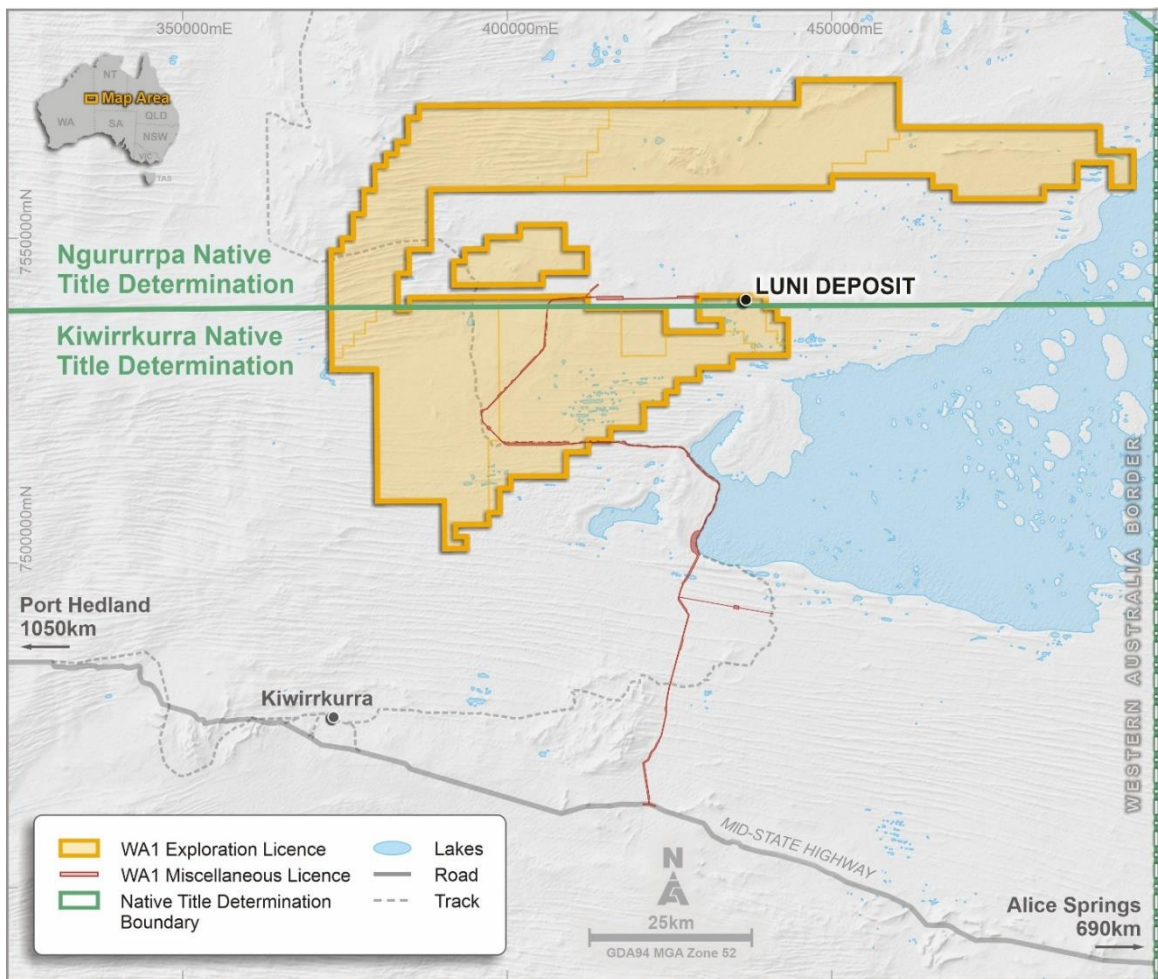 350000mE
400000mE
450000mE
NT
Map Area
WA
SA
QLD
NSW
VIC
TAS
7550000mN
Ngururrpa Native
Title Determination
LUNI DEPOSIT
Kiwirrkurra Native
Title Determination
7500000mN
WESTERN AUSTRALIA BORDER
Port Hedland
1050km
Kiwirrkurra
MID-STATE HIGHWAY
WA1 Exploration Licence
WA1 Miscellaneous Licence
Native Title Determination
Boundary
Lakes
Road
Track
N
25km
GDA94 MGA Zone 52
Alice Springs
690km